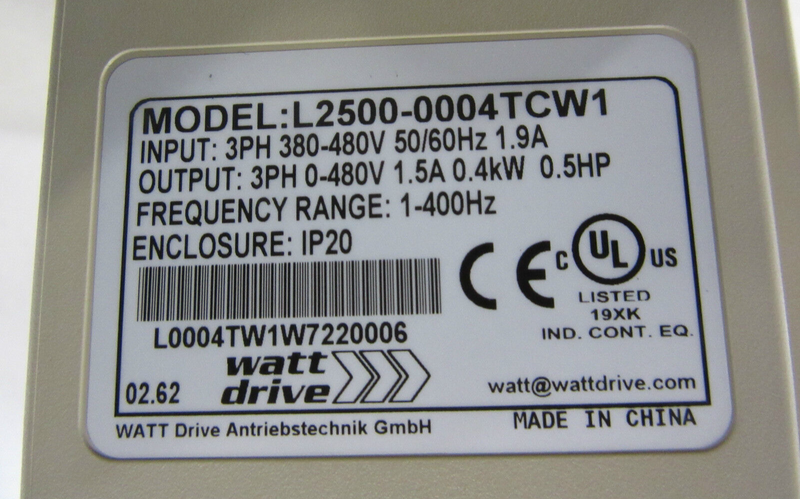 MODEL:L2500-0004TCW1
INPUT: 3PH 380-480V 50/60Hz 1.9A
OUTPUT: 3PH 0-480V 1.5A 0.4kW 0.5HP
FREQUENCY RANGE: 1-400Hz
ENCLOSURE: IP20
CE
C UL US
LISTED
19XK
IND. CONT. EQ.
L0004TW1W7220006
watt
drive
02.62
watt@wattdrive.com
WATT Drive Antriebstechnik GmbH
MADE IN CHINA